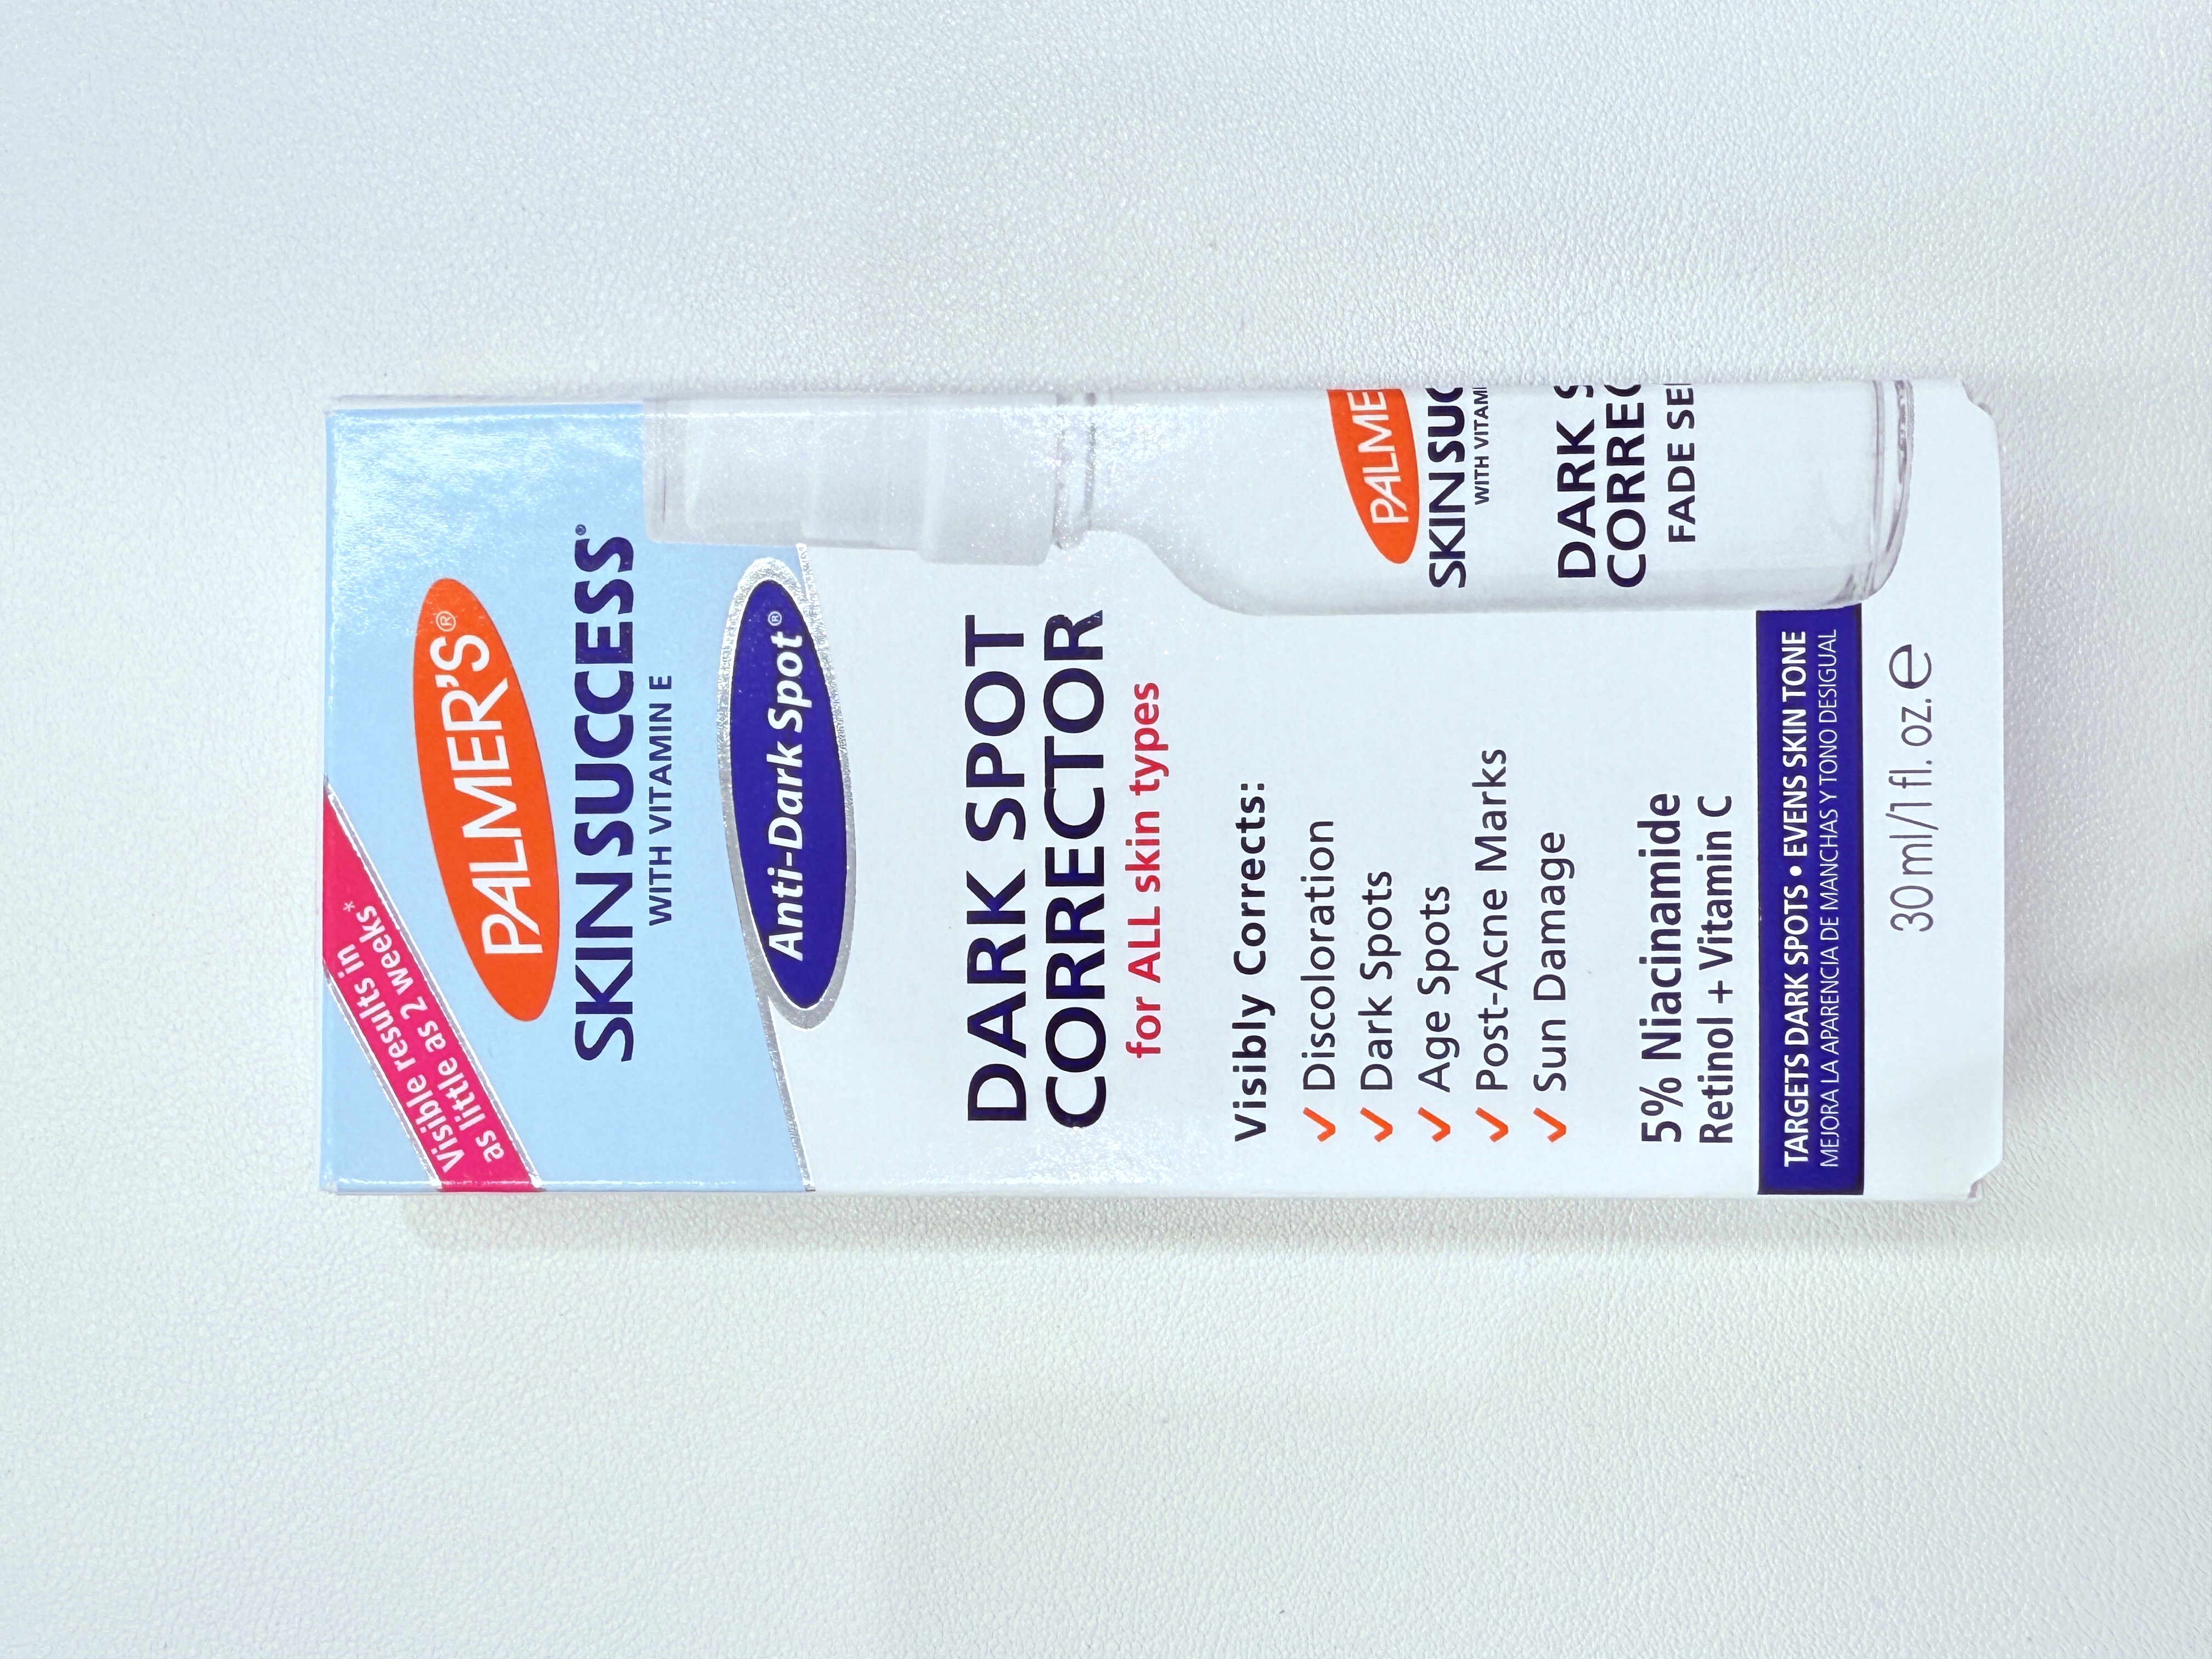 Visible results in
as little as 2 weeks*
PALMER'S®
SKIN SUCCESS®
WITH VITAMIN E
Anti-Dark Spot®
DARK SPOT
CORRECTOR
for ALL skin types
Visibly Corrects:
✓ Discoloration
✓ Dark Spots
✓ Age Spots
✓ Post-Acne Marks
✓ Sun Damage
5% Niacinamide
Retinol + Vitamin C
TARGETS DARK SPOTS • EVENS SKIN TONE
MEJORA LA APARENCIA DE MANCHAS Y TONO DESIGUAL
30ml/1 fl. oz. e
PALME
SKIN SUC
WITH VITAMI
DARK S
CORREC
FADE SE